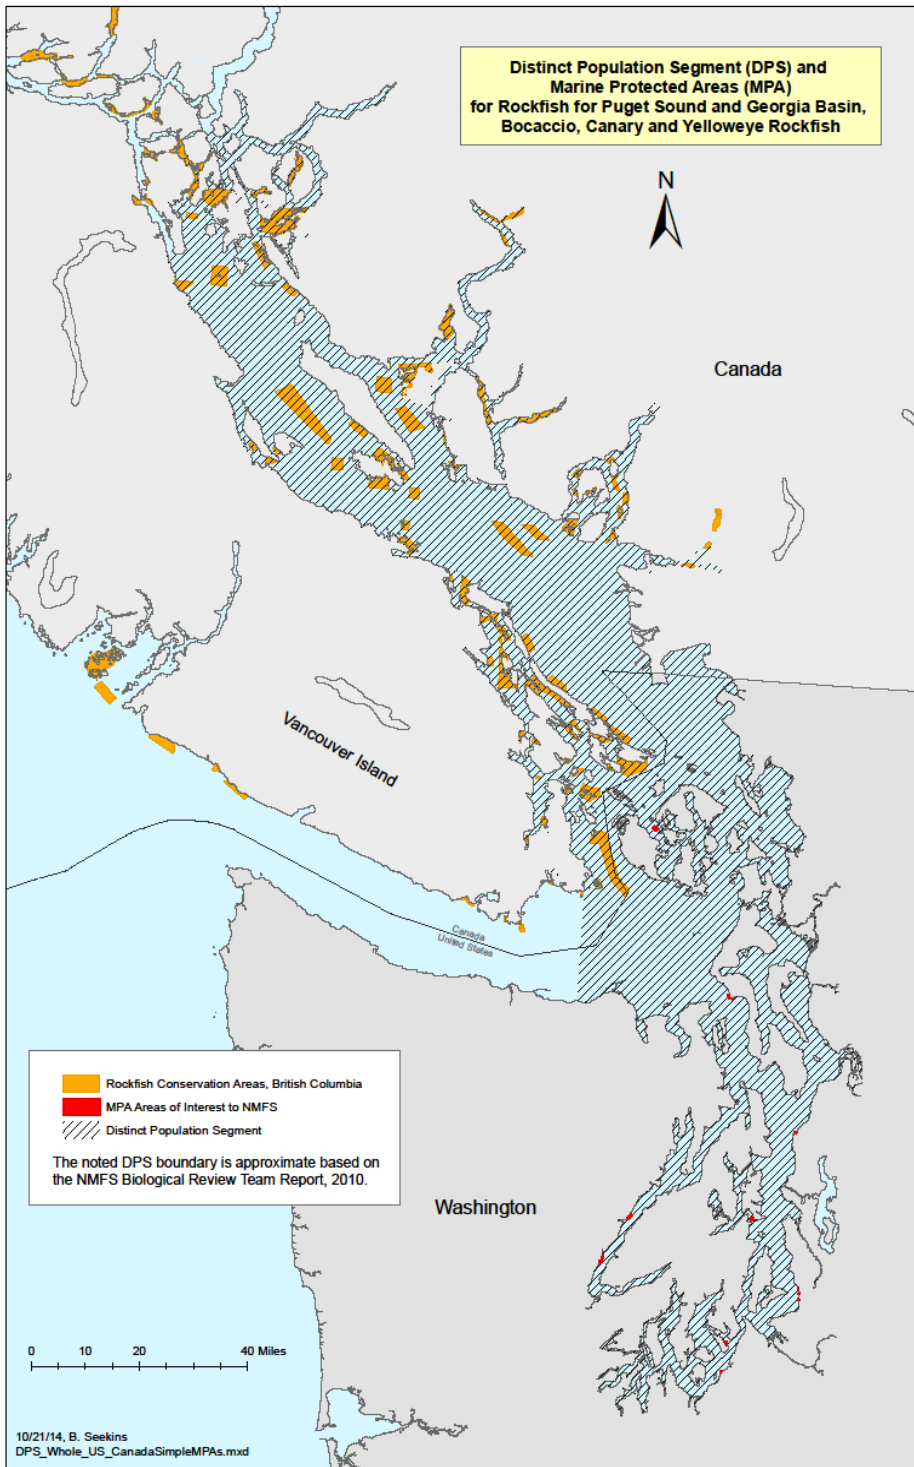 Distinct Population Segment (DPS) and
Marine Protected Areas (MPA)
for Rockfish for Puget Sound and Georgia Basin,
Bocaccio, Canary and Yelloweye Rockfish
N
Canada
Vancouver Island
Canada
United States
Rockfish Conservation Areas, British Columbia
MPA Areas of Interest to NMFS
Distinct Population Segment
The noted DPS boundary is approximate based on
the NMFS Biological Review Team Report, 2010.
Washington
0 10 20 40 Miles
10/21/14, B. Seekins
DPS_Whole_US_CanadaSimpleMPAs.mxd